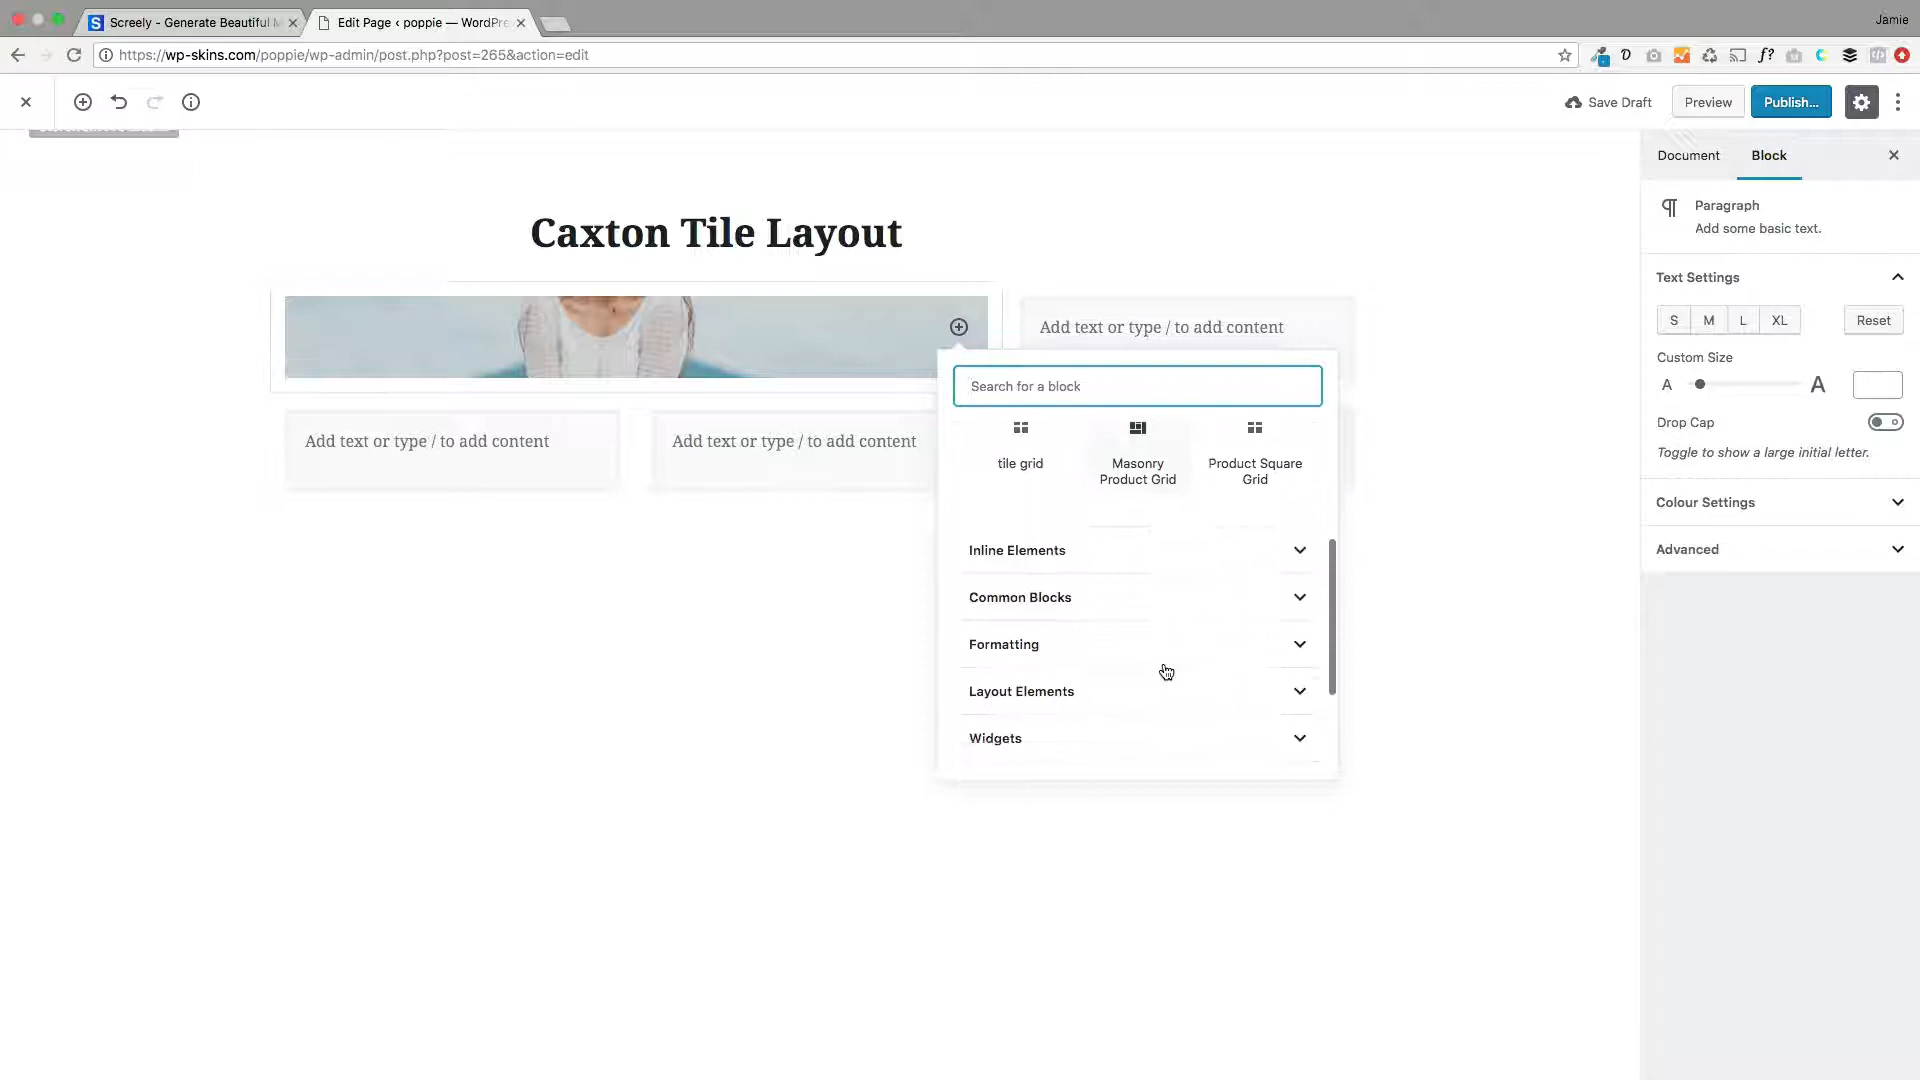 Screely - Generate Beautiful M
Edit Page ‹ poppie — WordPre
Jamie
https://wp-skins.com/poppie/wp-admin/post.php?post=265&action=edit
Save Draft
Preview
Publish...
Document
Block
Paragraph
Add some basic text.
Text Settings
S M L XL
Reset
Custom Size
A A
Drop Cap
Toggle to show a large initial letter.
Colour Settings
Advanced
Caxton Tile Layout
Add text or type / to add content
Add text or type / to add content
Add text or type / to add content
Search for a block
tile grid
Masonry
Product Grid
Product Square
Grid
Inline Elements
Common Blocks
Formatting
Layout Elements
Widgets